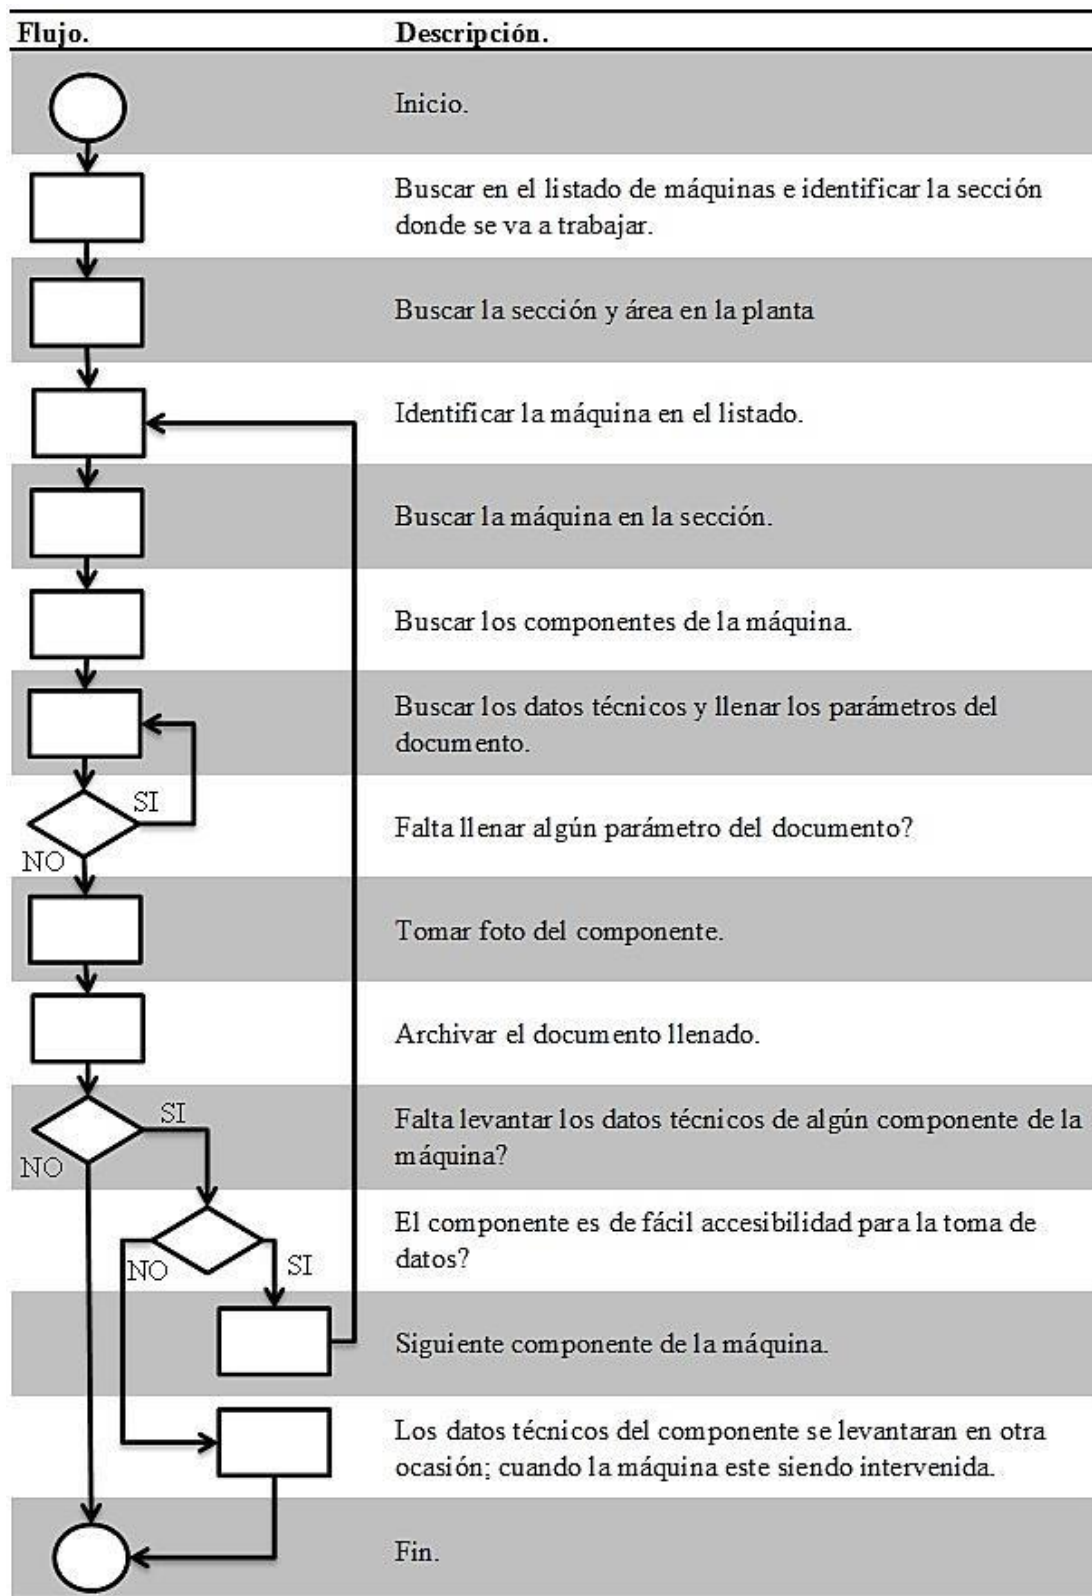 Flujo. Descripción.
Inicio.
Buscar en el listado de máquinas e identificar la sección
donde se va a trabajar.
Buscar la sección y área en la planta
Identificar la máquina en el listado.
Buscar la máquina en la sección.
Buscar los componentes de la máquina.
Buscar los datos técnicos y llenar los parámetros del
documento.
SI
Falta llenar algún parámetro del documento?
NO
Tomar foto del componente.
Archivar el documento llenado.
SI
Falta levantar los datos técnicos de algún componente de la
máquina?
NO
El componente es de fácil accesibilidad para la toma de
datos?
NO
SI
Siguiente componente de la máquina.
Los datos técnicos del componente se levantaran en otra
ocasión; cuando la máquina este siendo intervenida.
Fin.